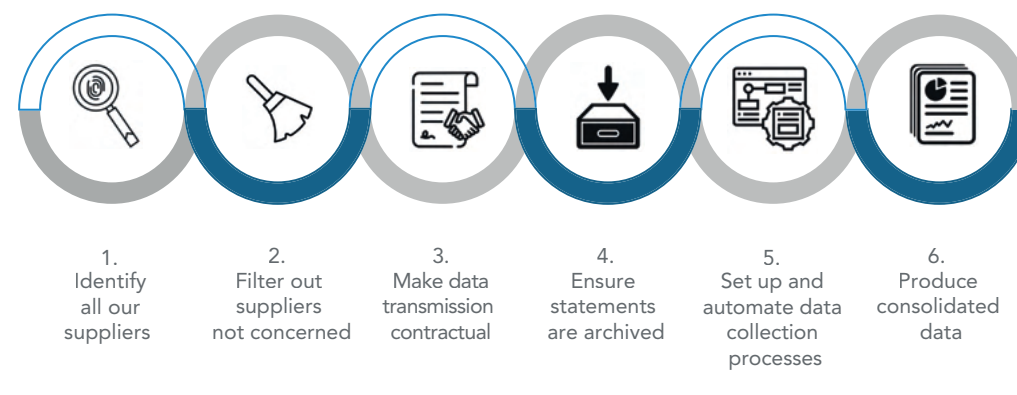 1.
Identify
all our
suppliers
2.
Filter out
suppliers
not concerned
3.
Make data
transmission
contractual
4.
Ensure
statements
are archived
5.
Set up and
automate data
collection
processes
6.
Produce
consolidated
data